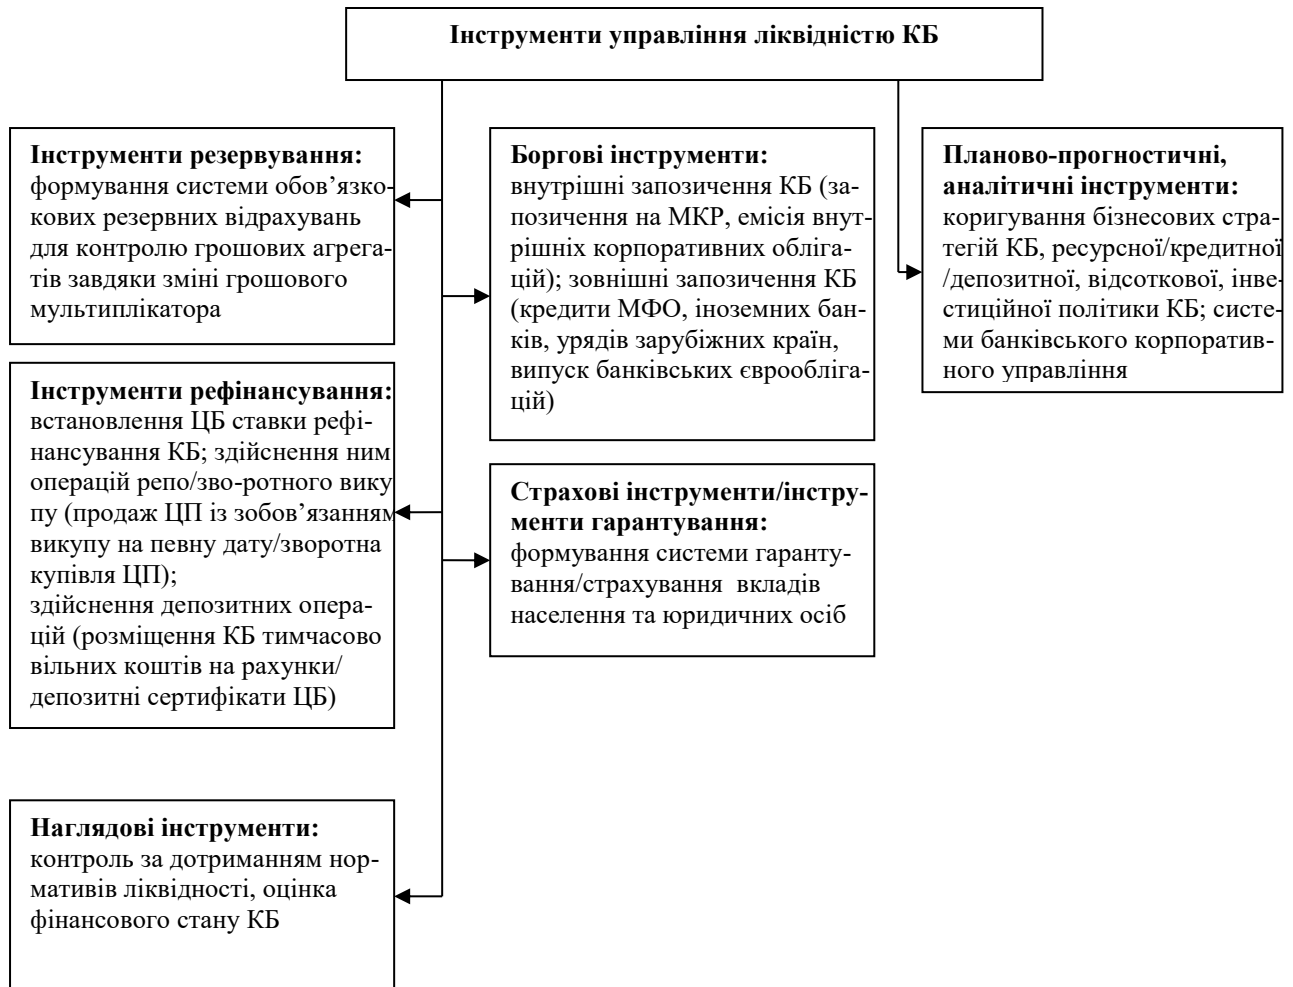 Інструменти управління ліквідністю КБ
Інструменти резервування:
формування системи обов’язко-
кових резервних відрахувань
для контролю грошових агрега-
тів завдяки зміні грошового
мультиплікатора
Інструменти рефінансування:
встановлення ЦБ ставки рефі-
нансування КБ; здійснення ним
операцій репо/зво-ротного вику
пу (продаж ЦП із зобов’язанням
викупу на певну дату/зворотна
купівля ЦП);
здійснення депозитних опера-
цій (розміщення КБ тимчасово
вільних коштів на рахунки/
депозитні сертифікати ЦБ)
Наглядові інструменти:
контроль за дотриманням нор-
мативів ліквідності, оцінка
фінансового стану КБ
Боргові інструменти:
внутрішні запозичення КБ (за-
позичення на МКР, емісія внут-
рішніх корпоративних обліга-
цій); зовнішні запозичення КБ
(кредити МФО, іноземних бан-
ків, урядів зарубіжних країн,
випуск банківських єврообліга-
цій)
Страхові інструменти/інстру-
менти гарантування:
формування системи гаранту-
вання/страхування вкладів
населення та юридичних осіб
Планово-прогностичні,
аналітичні інструменти:
коригування бізнесових стра-
тегій КБ, ресурсної/кредитної
/депозитної, відсоткової, інве-
стиційної політики КБ; систе-
ми банківського корпоратив-
ного управління